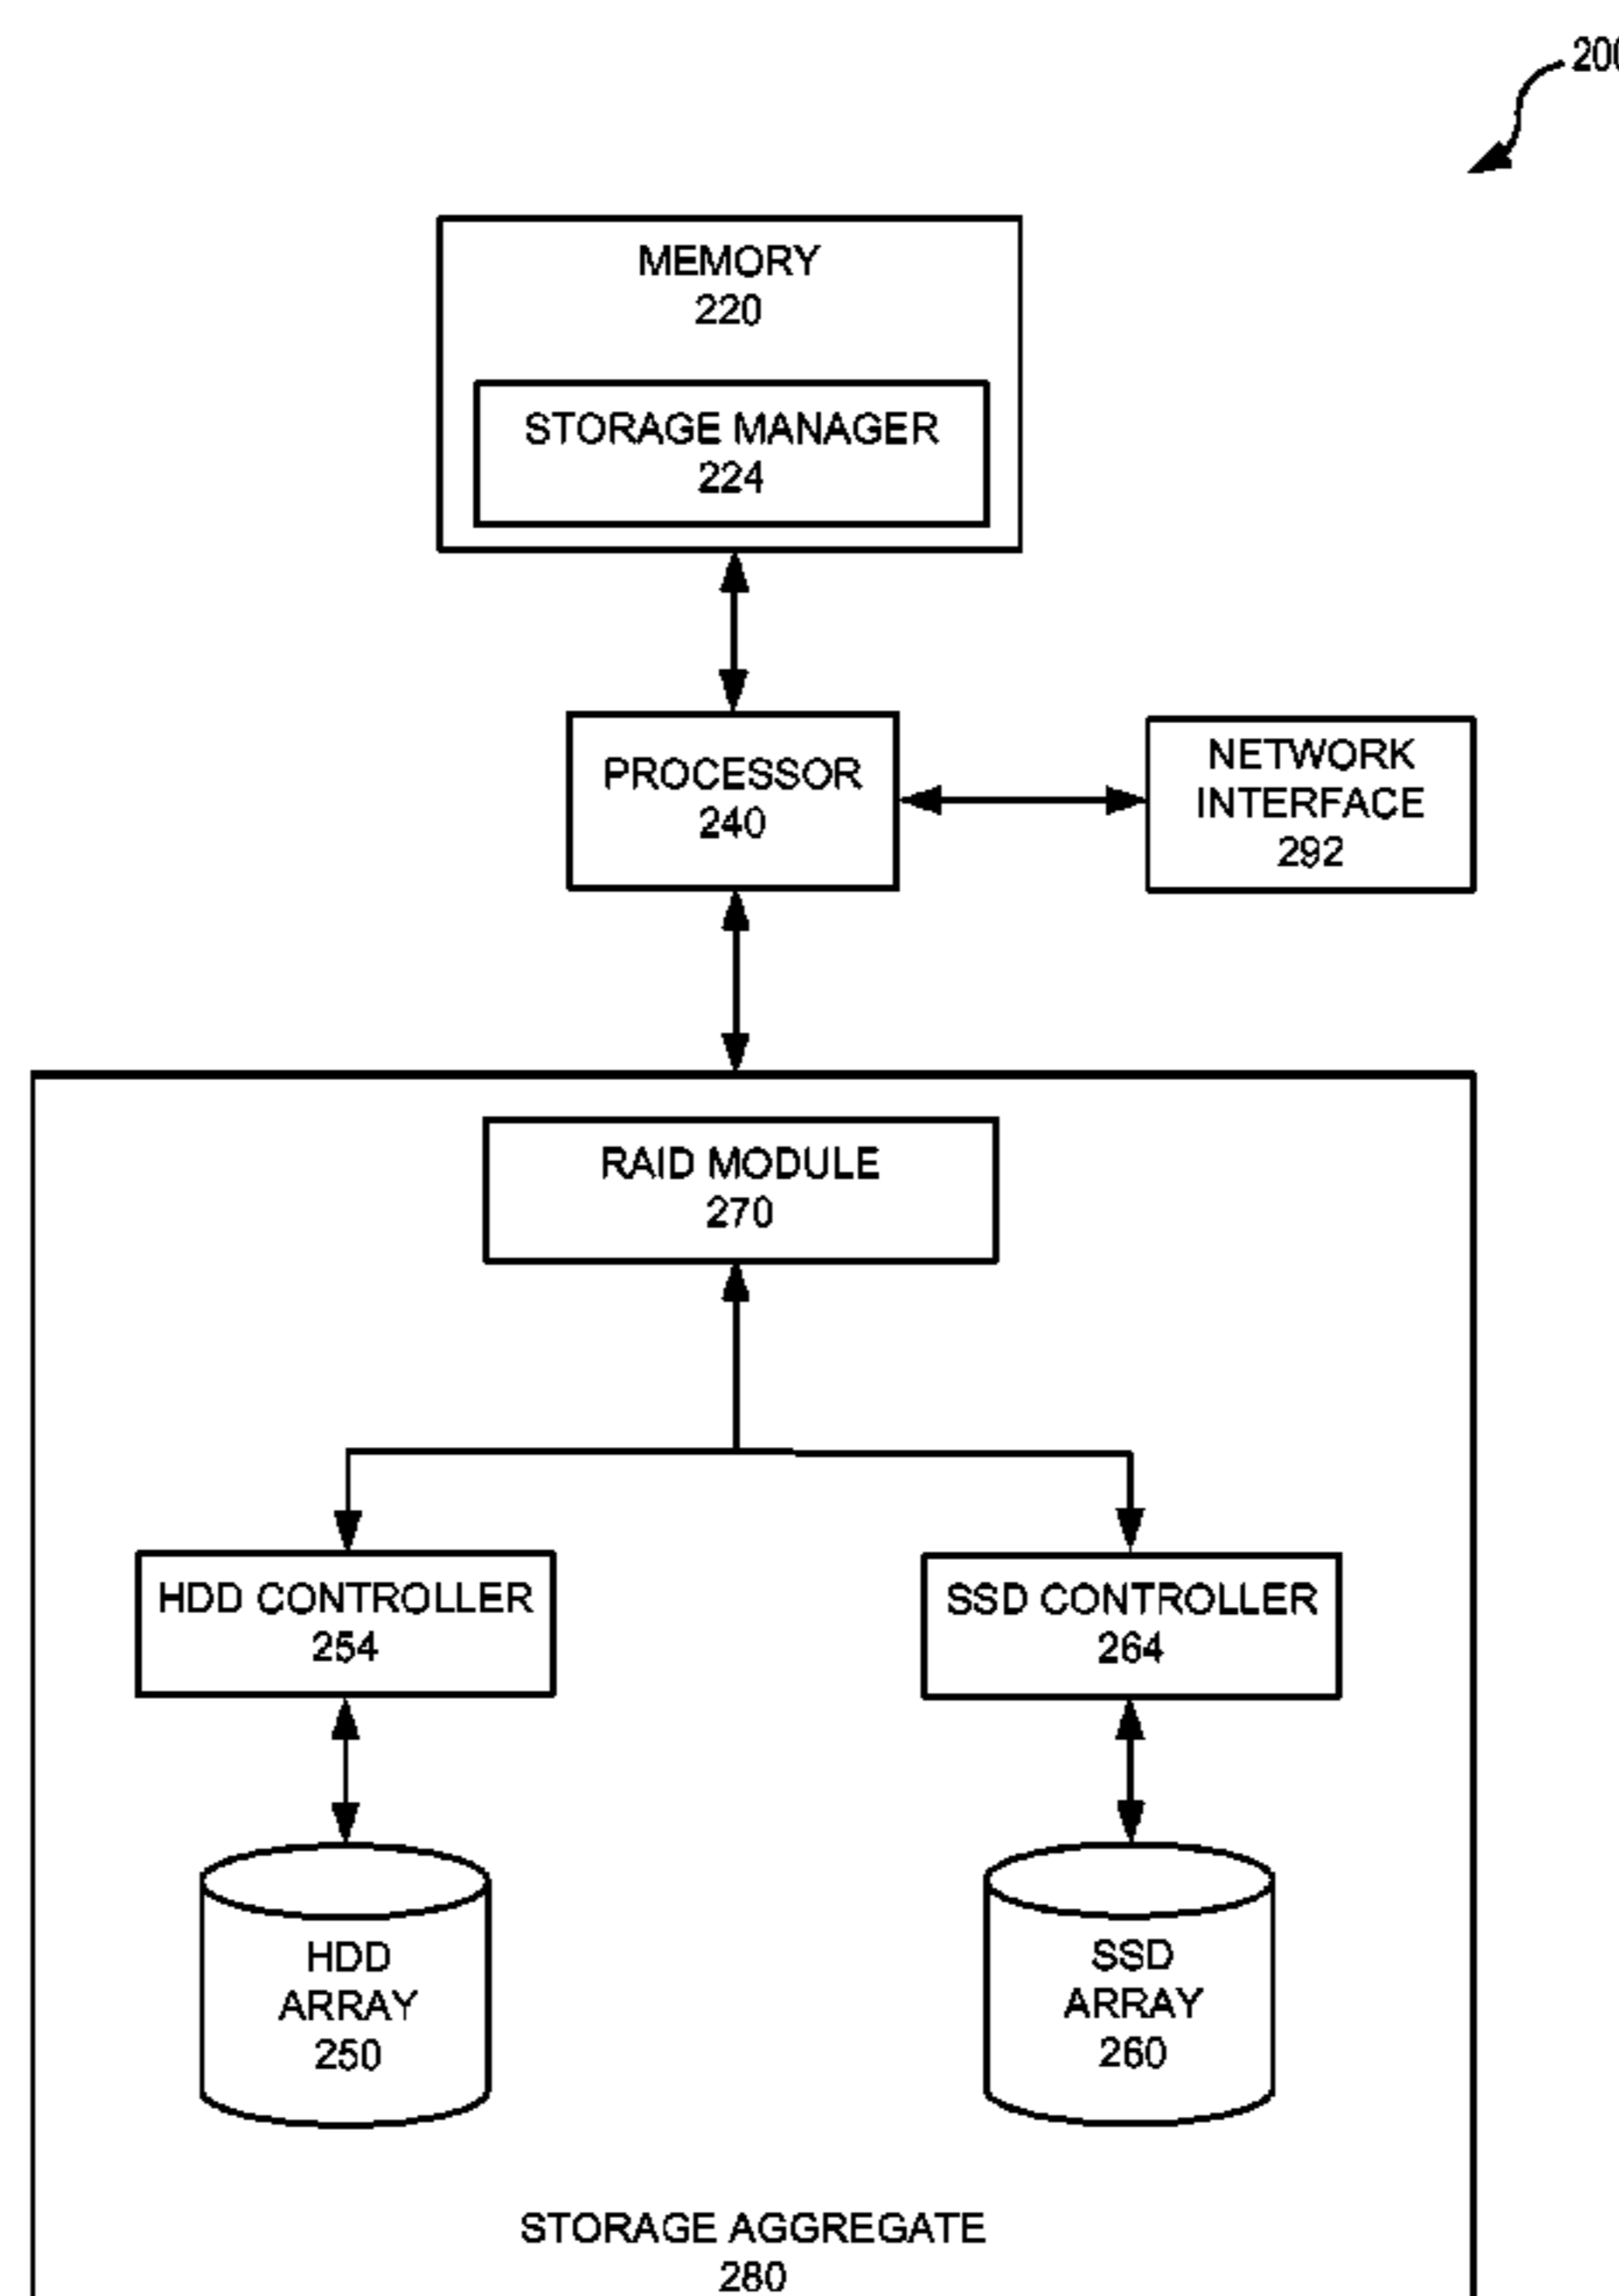 200
MEMORY
220
STORAGE MANAGER
224
PROCESSOR
240
NETWORK
INTERFACE
292
RAID MODULE
270
HDD CONTROLLER
254
SSD CONTROLLER
264
HDD
ARRAY
250
SSD
ARRAY
260
STORAGE AGGREGATE
280